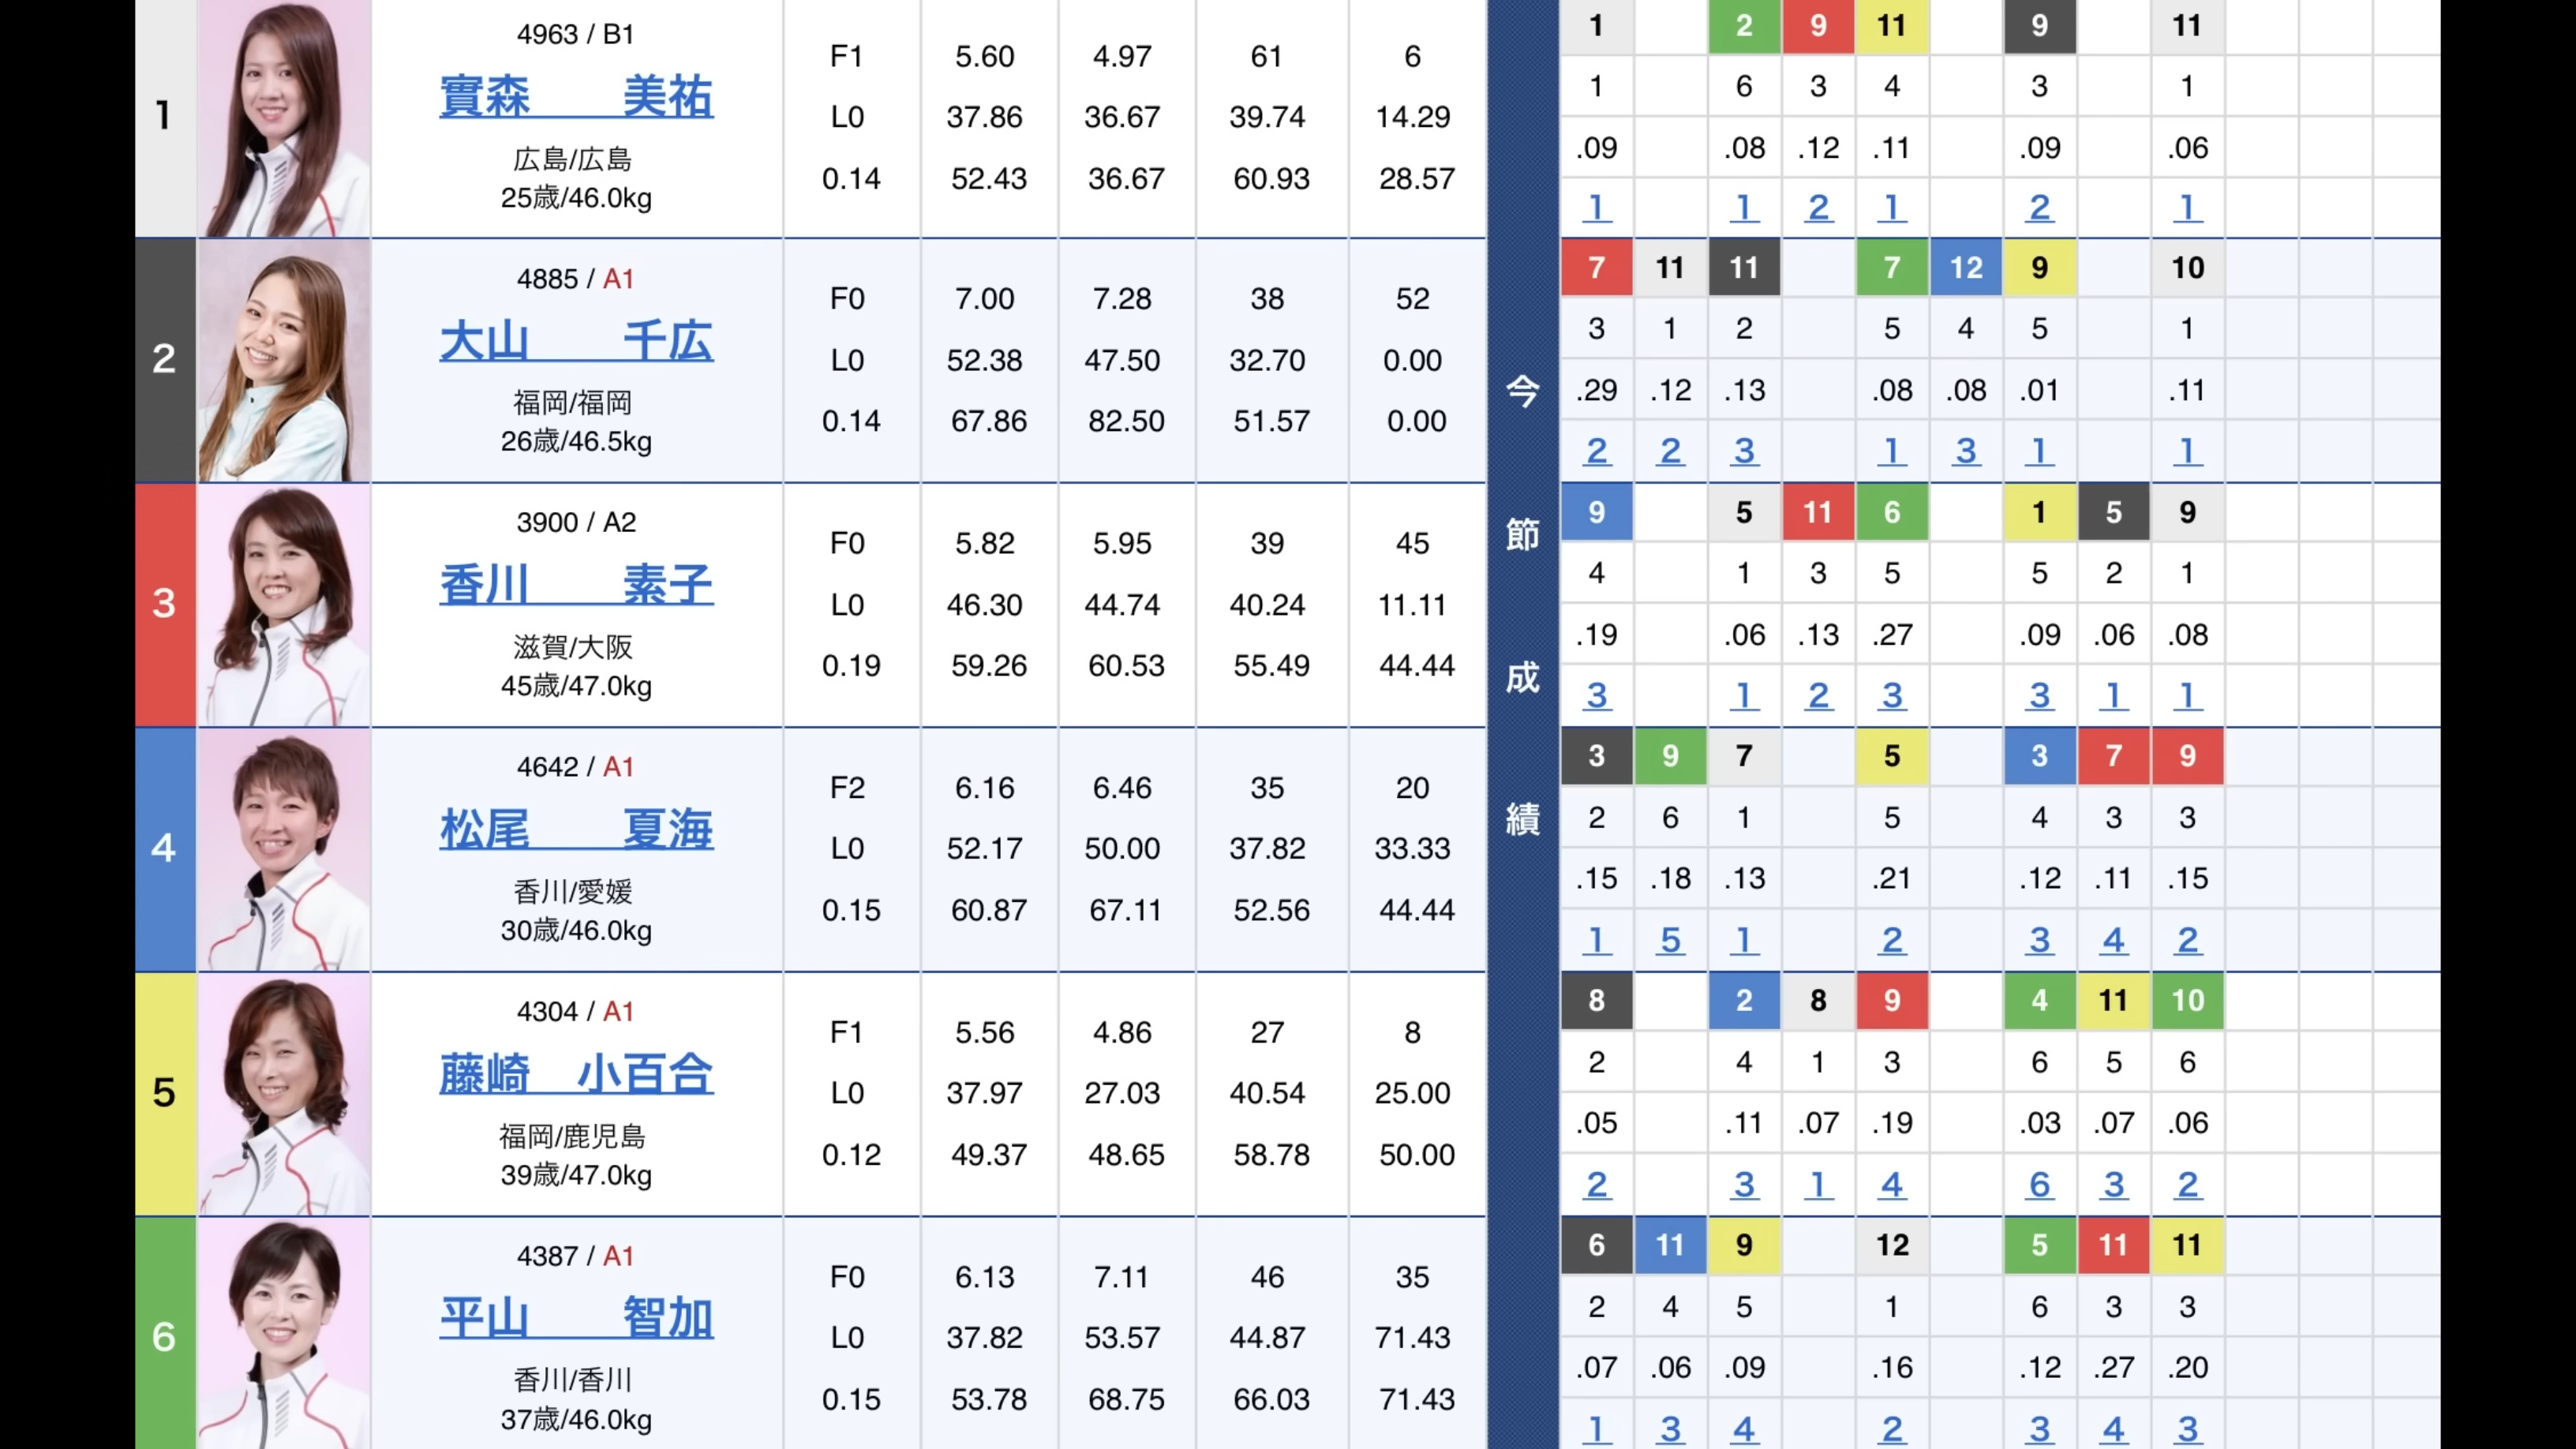 1
4963 / B1
實森　美祐
広島/広島
25歳/46.0kg
F1 5.60 4.97 61 6
L0 37.86 36.67 39.74 14.29
0.14 52.43 36.67 60.93 28.57
1 2 9 11 9 11
1 6 3 4 3 1
.09 .08 .12 .11 .09 .06
1 1 2 1 2 1
2
4885 / A1
大山　千広
福岡/福岡
26歳/46.5kg
F0 7.00 7.28 38 52
L0 52.38 47.50 32.70 0.00
0.14 67.86 82.50 51.57 0.00
7 11 11 7 12 9 10
3 1 2 5 4 5 1
.29 .12 .13 .08 .08 .01 .11
2 2 3 1 3 1 1
今節成績
3
3900 / A2
香川　素子
滋賀/大阪
45歳/47.0kg
F0 5.82 5.95 39 45
L0 46.30 44.74 40.24 11.11
0.19 59.26 60.53 55.49 44.44
9 5 11 6 1 5 9
4 1 3 5 5 2 1
.19 .06 .13 .27 .09 .06 .08
3 1 2 3 3 1 1
4
4642 / A1
松尾　夏海
香川/愛媛
30歳/46.0kg
F2 6.16 6.46 35 20
L0 52.17 50.00 37.82 33.33
0.15 60.87 67.11 52.56 44.44
3 9 7 5 3 7 9
2 6 1 5 4 3 3
.15 .18 .13 .21 .12 .11 .15
1 5 1 2 3 4 2
5
4304 / A1
藤崎　小百合
福岡/鹿児島
39歳/47.0kg
F1 5.56 4.86 27 8
L0 37.97 27.03 40.54 25.00
0.12 49.37 48.65 58.78 50.00
8 2 8 9 4 11 10
2 4 1 3 6 5 6
.05 .11 .07 .19 .03 .07 .06
2 3 1 4 6 3 2
6
4387 / A1
平山　智加
香川/香川
37歳/46.0kg
F0 6.13 7.11 46 35
L0 37.82 53.57 44.87 71.43
0.15 53.78 68.75 66.03 71.43
6 11 9 12 5 11 11
2 4 5 1 6 3 3
.07 .06 .09 .16 .12 .27 .20
1 3 4 2 3 4 3